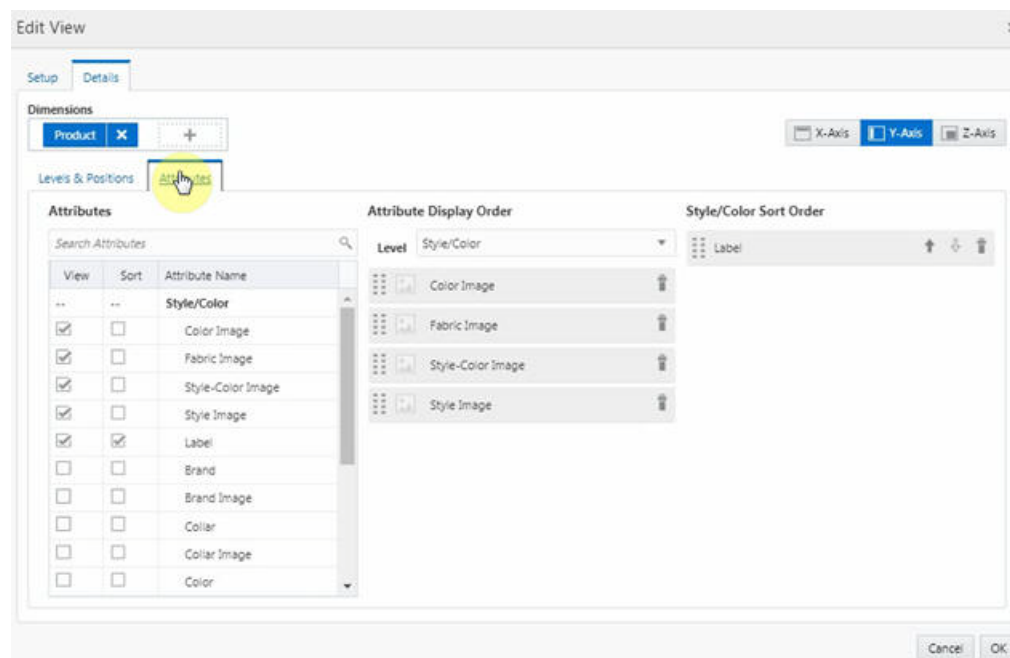 Edit View
Setup Details
Dimensions
Product
X-Axis Y-Axis Z-Axis
Levels & Positions Attributes
Attributes Attribute Display Order Style/Color Sort Order
Search Attributes
Level Style/Color
Label
View Sort Attribute Name
-- -- Style/Color
Color Image
Fabric Image
Style-Color Image
Style Image
Label
Brand
Brand Image
Collar
Collar Image
Color
Color Image
Fabric Image
Style-Color Image
Style Image
Cancel OK